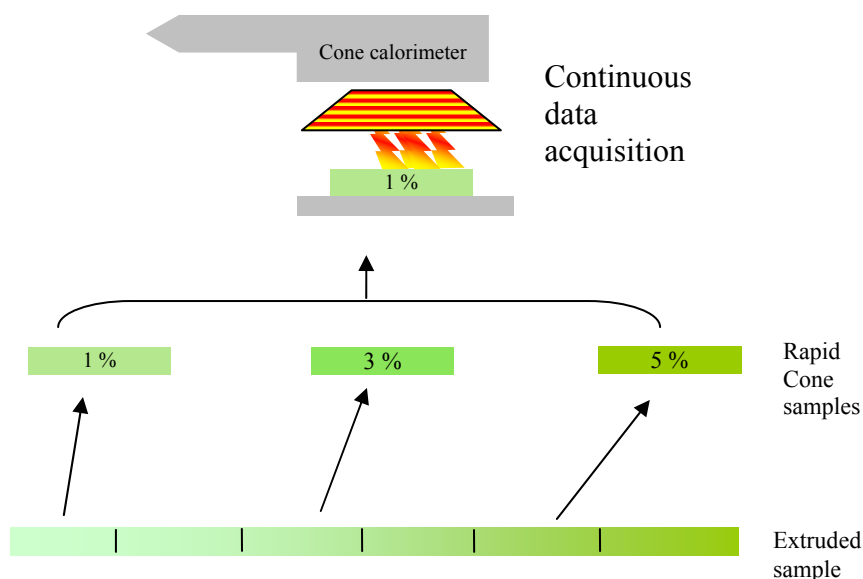 Cone calorimeter
Continuous
data
acquisition
1 %
1 %
3 %
5 %
Rapid
Cone
samples
Extruded
sample